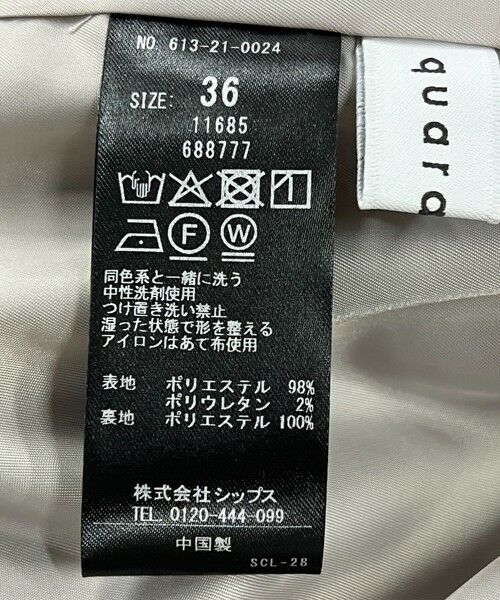 NO. 613-21-0024
SIZE: 36
11685
688777
F W
同色系と一緒に洗う
中性洗剤使用
つけ置き洗い禁止
湿った状態で形を整える
アイロンはあて布使用
表地 ポリエステル 98%
ポリウレタン 2%
裏地 ポリエステル 100%
株式会社シップス
TEL. 0120-444-099
中国製
SCL-28
quara